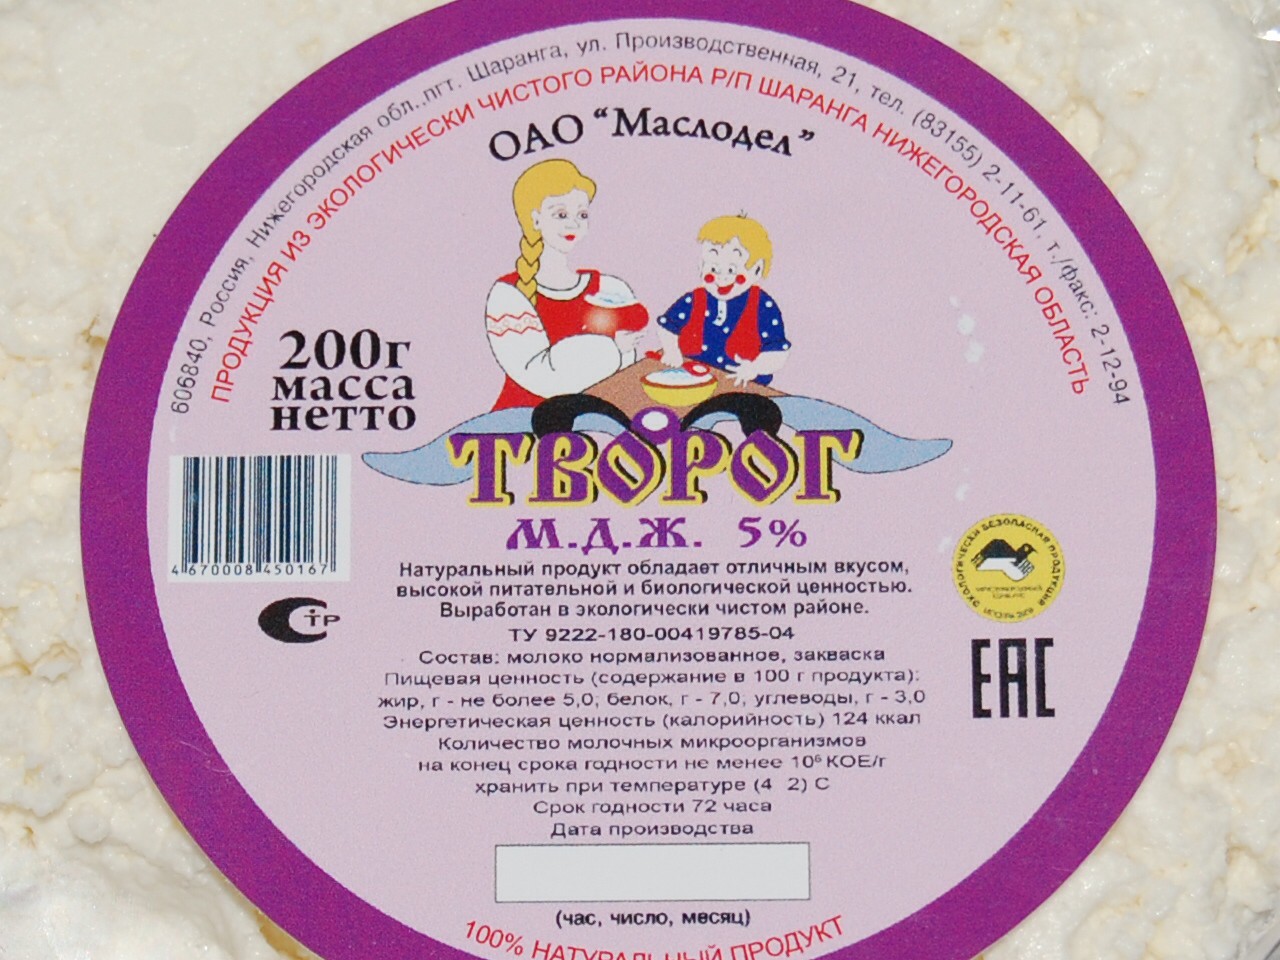 606840, Россия, Нижегородская обл.,пгт. Шаранга, ул. Производственная, 21, тел. (83155) 2-11-61, т./факс: 2-12-94
ПРОДУКЦИЯ ИЗ ЭКОЛОГИЧЕСКИ ЧИСТОГО РАЙОНА Р/П ШАРАНГА НИЖЕГОРОДСКАЯ ОБЛАСТЬ
ОАО "Маслодел"
200г
масса
нетто
ТВОРОГ
М.Д.Ж. 5%
4 670008 450167
Натуральный продукт обладает отличным вкусом,
высокой питательной и биологической ценностью.
Выработан в экологически чистом районе.
ТУ 9222-180-00419785-04
Состав: молоко нормализованное, закваска
Пищевая ценность (содержание в 100 г продукта):
жир, г - не более 5,0; белок, г - 7,0; углеводы, г - 3,0
Энергетическая ценность (калорийность) 124 ккал
Количество молочных микроорганизмов
на конец срока годности не менее 10⁶ КОЕ/г
хранить при температуре (4 2) С
Срок годности 72 часа
Дата производства
(час, число, месяц)
100% НАТУРАЛЬНЫЙ ПРОДУКТ
СТР
ЭКОЛОГИЧЕСКИ БЕЗОПАСНАЯ ПРОДУКЦИЯ
ЕАС